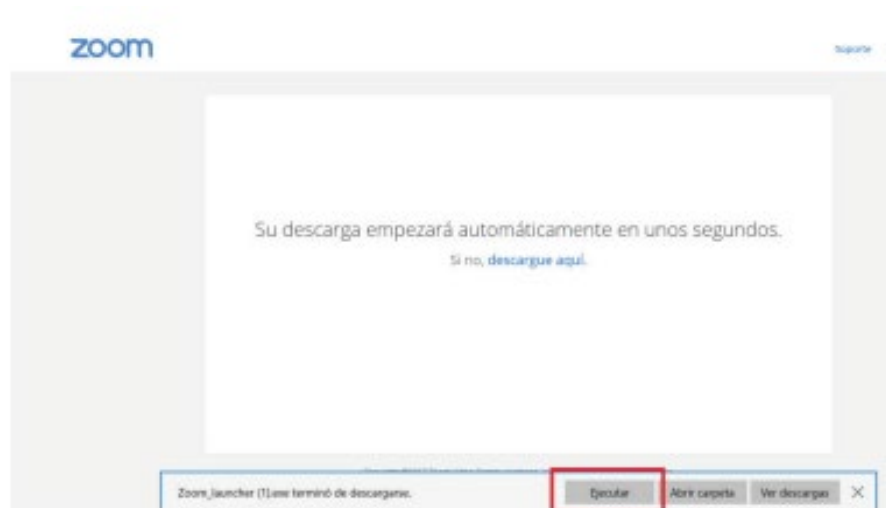 zoom
Soporte
Su descarga empezará automáticamente en unos segundos.
Si no, descargue aquí.
Zoom_launcher (1).exe terminó de descargarse.
Ejecutar
Abrir carpeta
Ver descargas